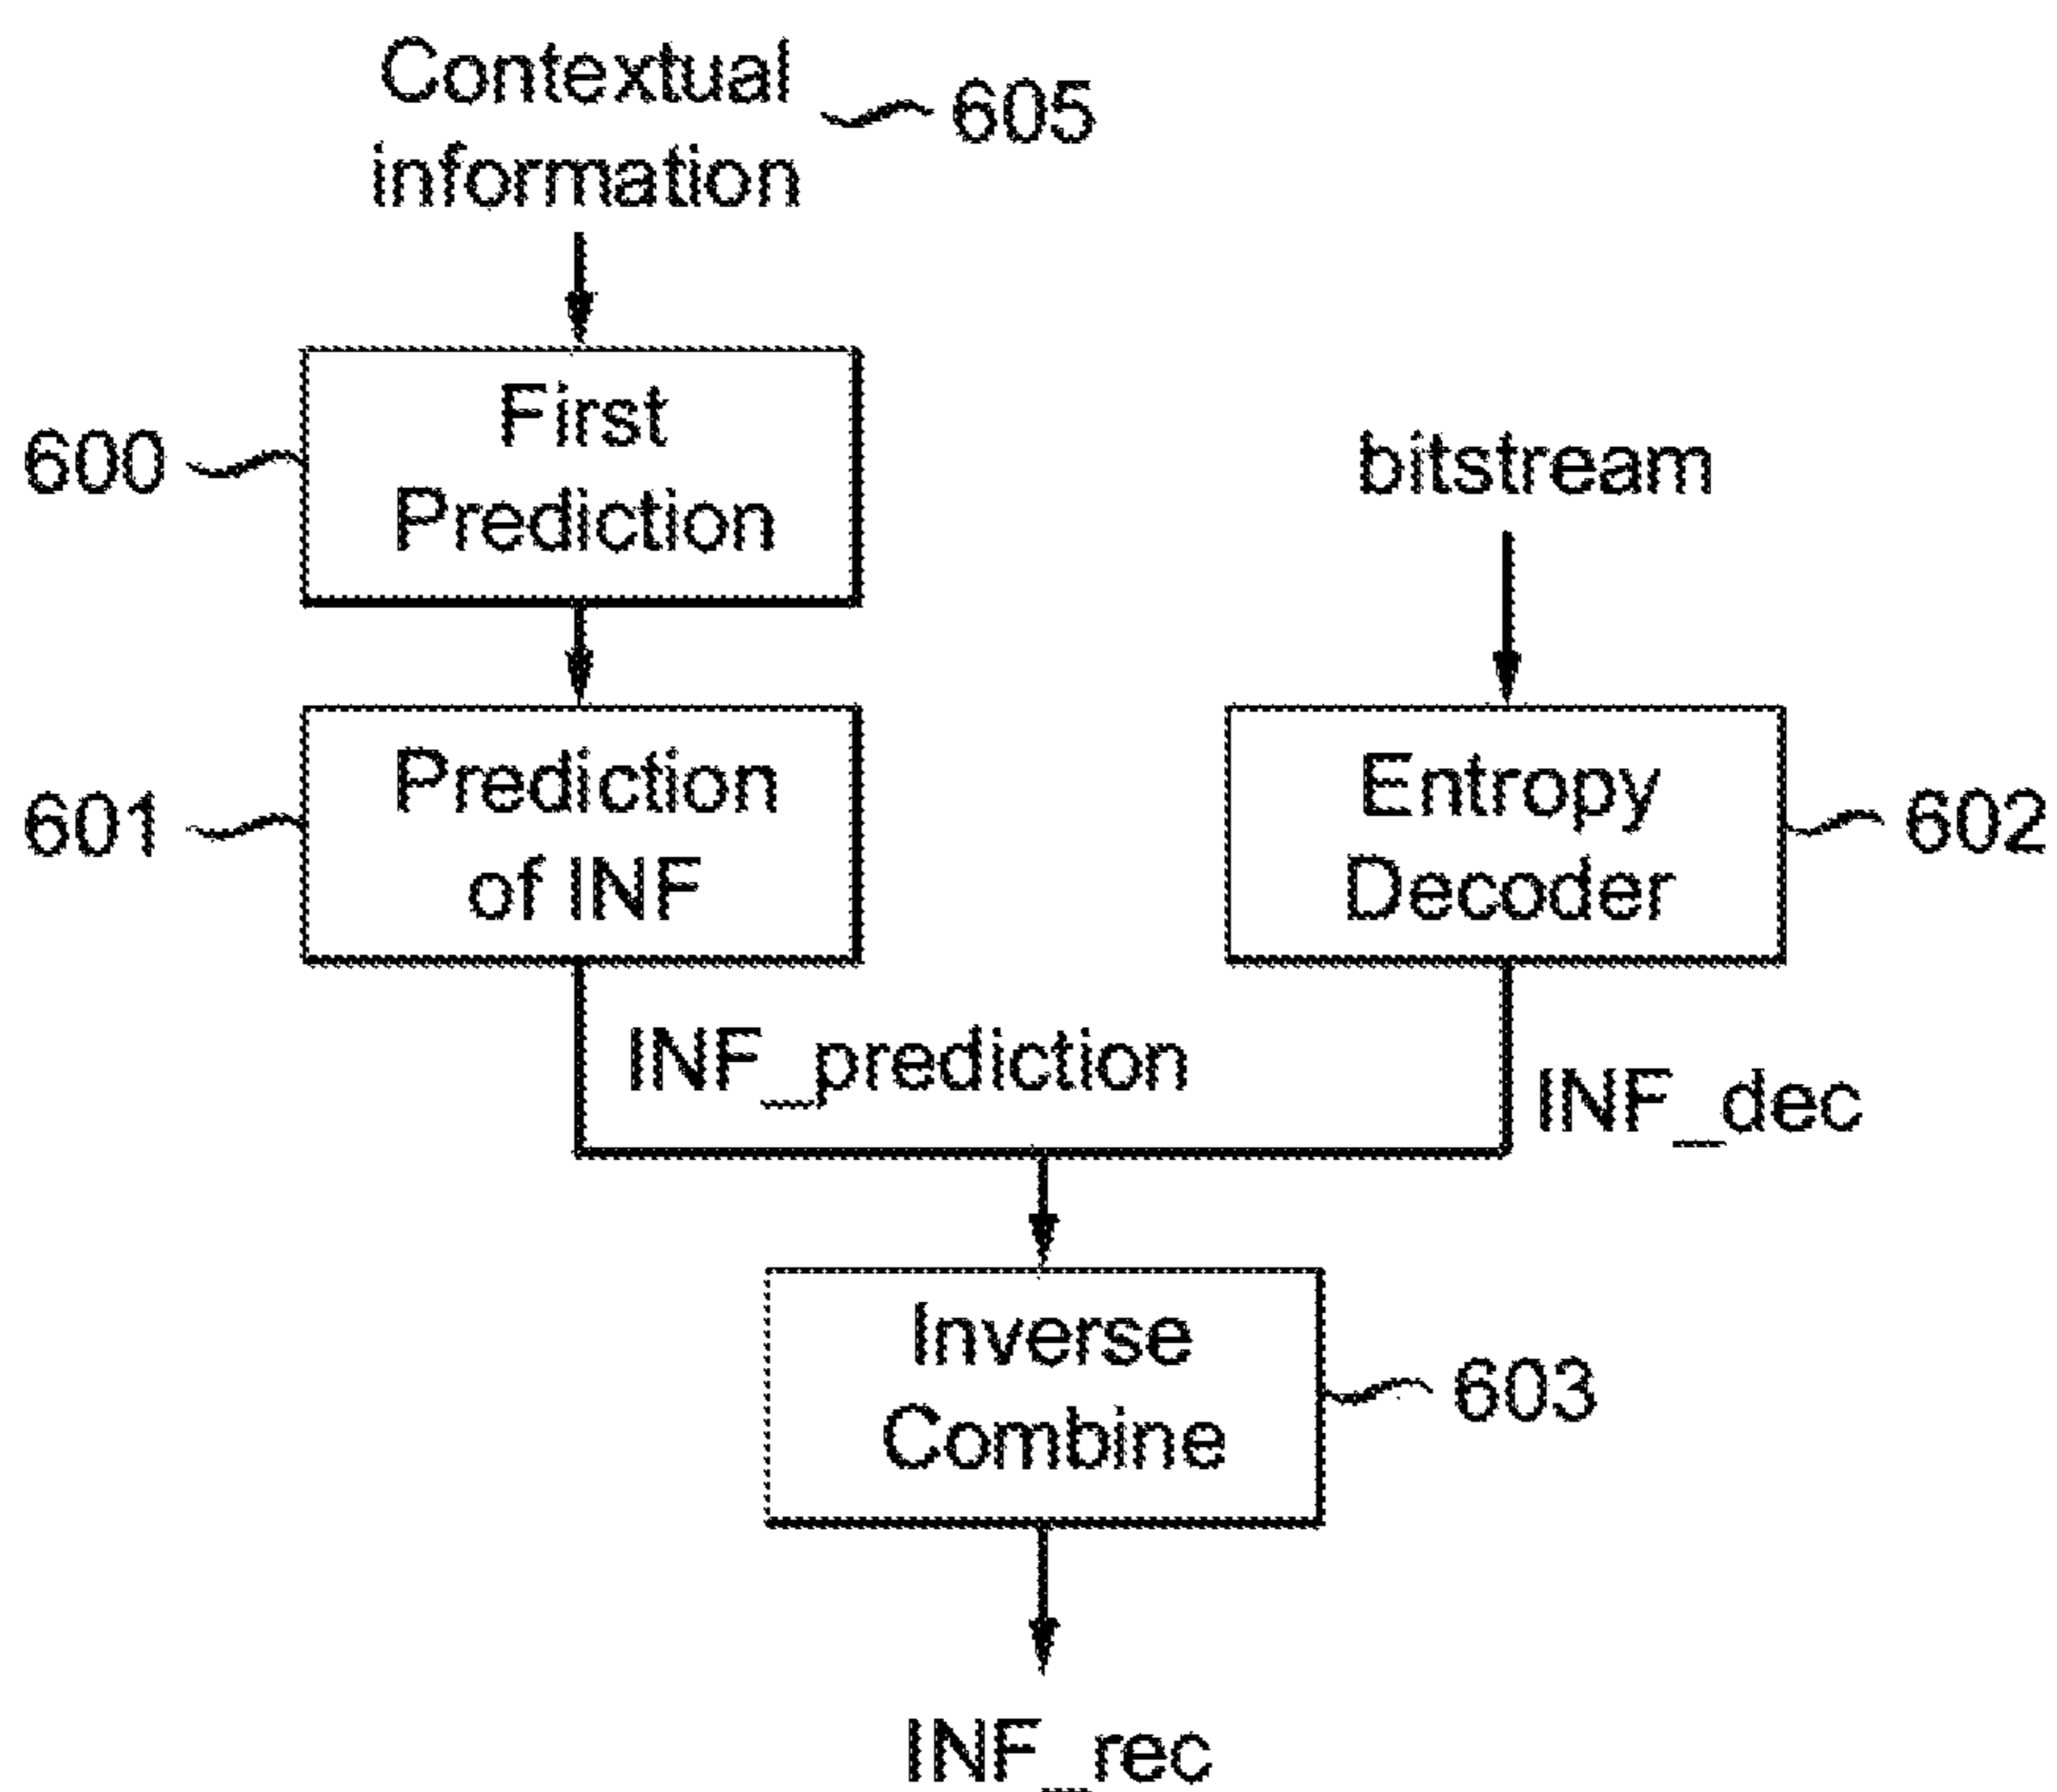 Contextual
information
605
First
Prediction
600
bitstream
Prediction
of INF
601
Entropy
Decoder
602
INF_prediction
INF_dec
Inverse
Combine
603
INF_rec